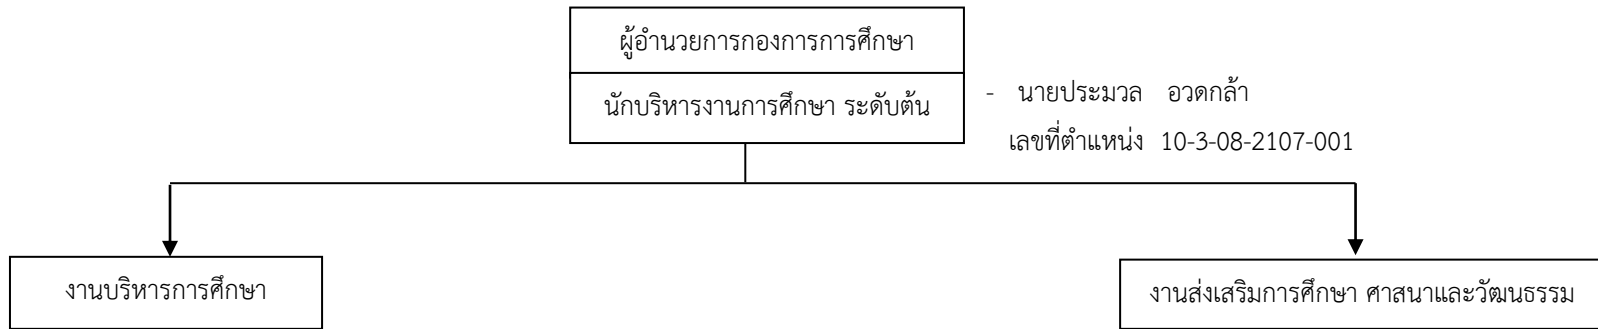 ผู้อำนวยการกองการการศึกษา
นักบริหารงานการศึกษา ระดับต้น
- นายประมวล อวดกล้า
เลขที่ตำแหน่ง 10-3-08-2107-001
งานบริหารการศึกษา
งานส่งเสริมการศึกษา ศาสนาและวัฒนธรรม